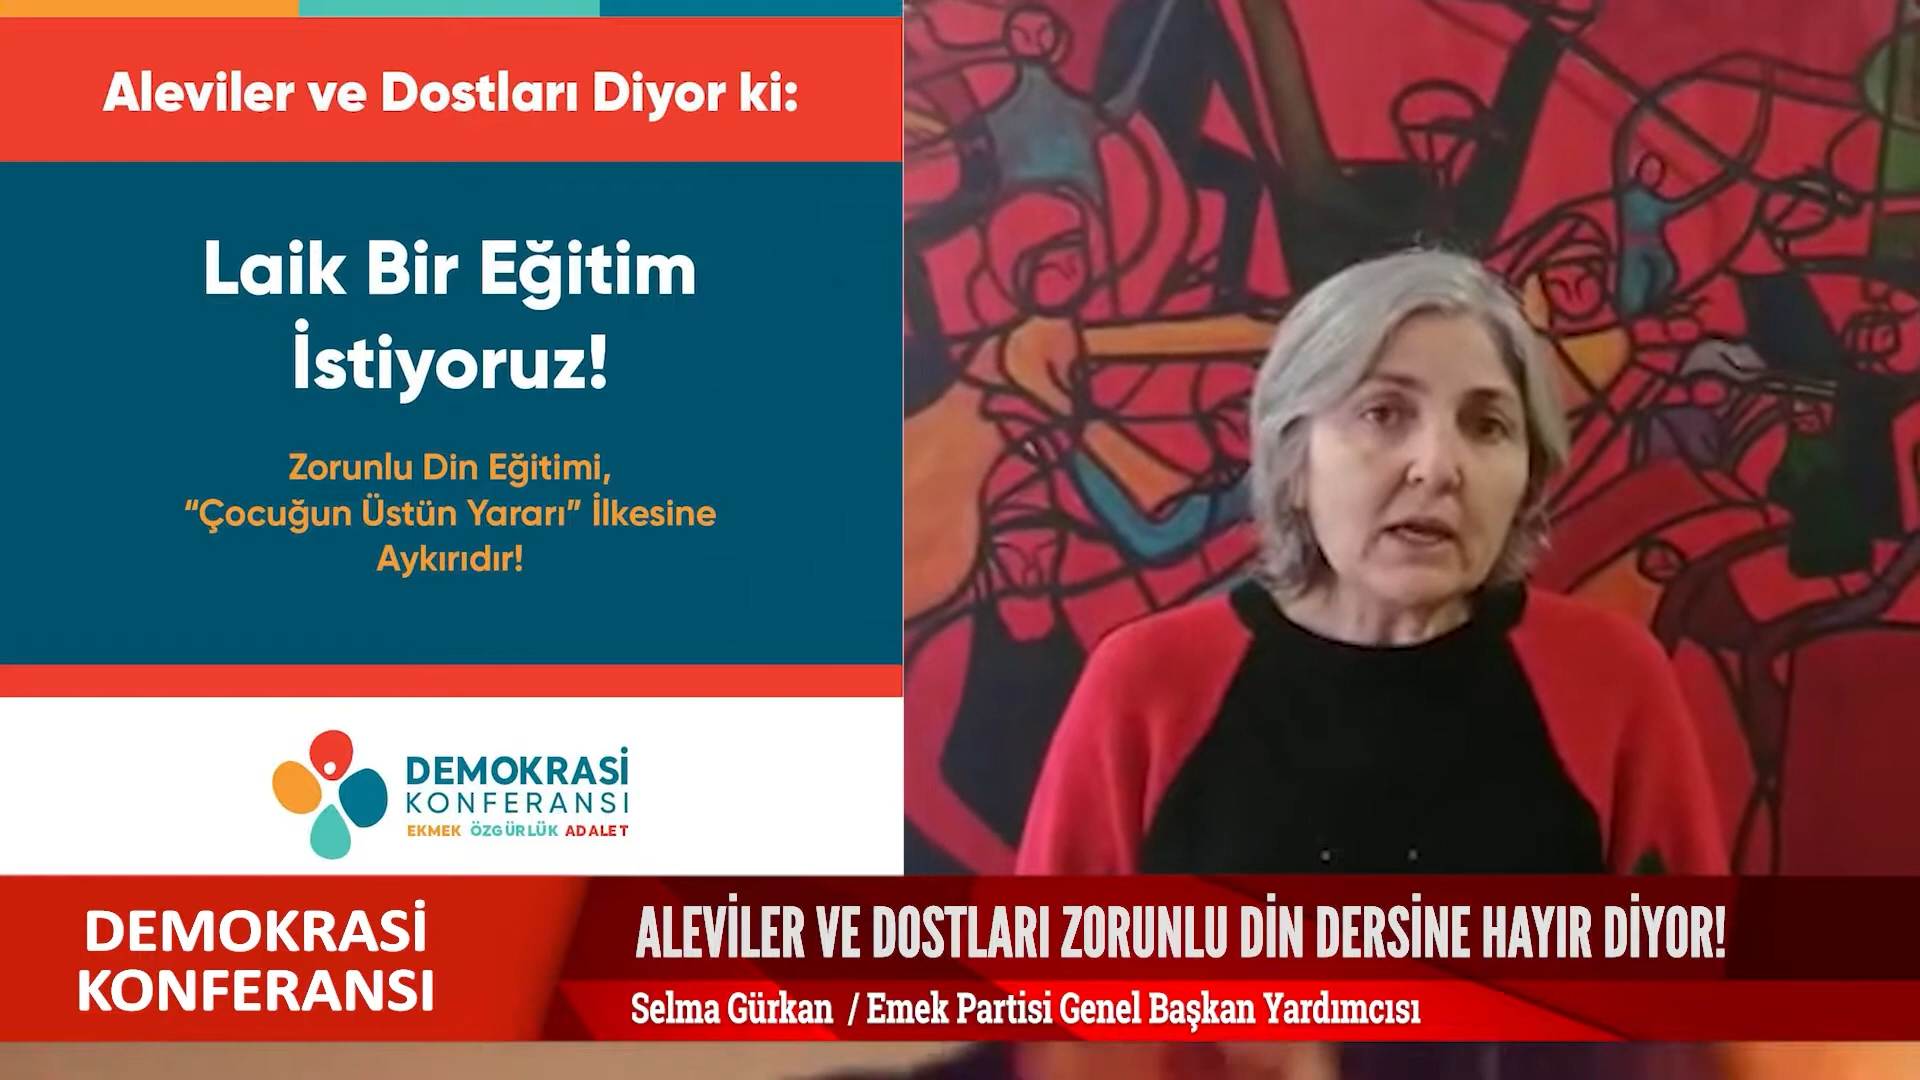 Aleviler ve Dostları Diyor ki:
Laik Bir Eğitim
İstiyoruz!
Zorunlu Din Eğitimi,
“Çocuğun Üstün Yararı” İlkesine
Aykırıdır!
DEMOKRASİ
KONFERANSI
EKMEK ÖZGÜRLÜK ADALET
DEMOKRASİ
KONFERANSI
ALEVİLER VE DOSTLARI ZORUNLU DİN DERSİNE HAYIR DİYOR!
Selma Gürkan / Emek Partisi Genel Başkan Yardımcısı